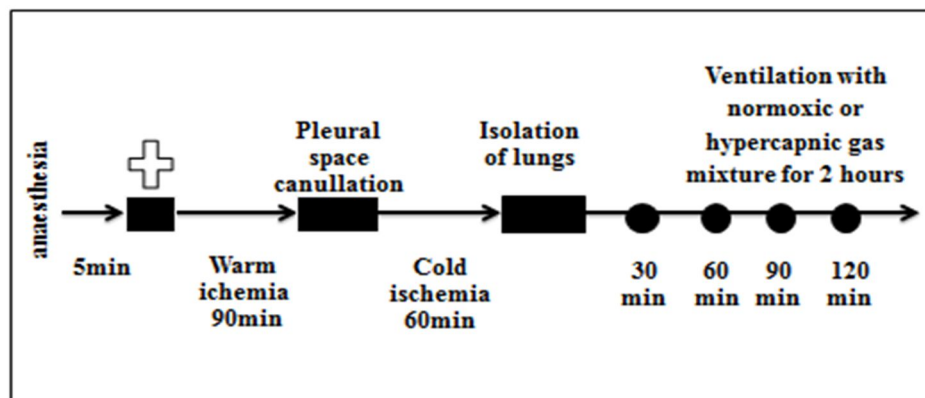 anaesthesia
5min
Warm
ichemia
90min
Pleural
space
canullation
Cold
ischemia
60min
Isolation
of lungs
Ventilation with
normoxic or
hypercapnic gas
mixture for 2 hours
30
min
60
min
90
min
120
min